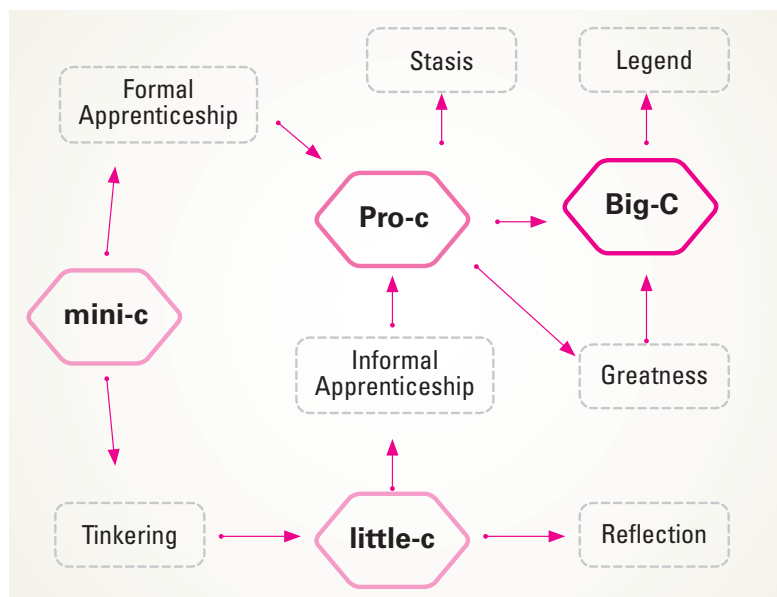 Stasis
Legend
Formal
Apprenticeship
Pro-c
Big-C
mini-c
Informal
Apprenticeship
Greatness
Tinkering
little-c
Reflection